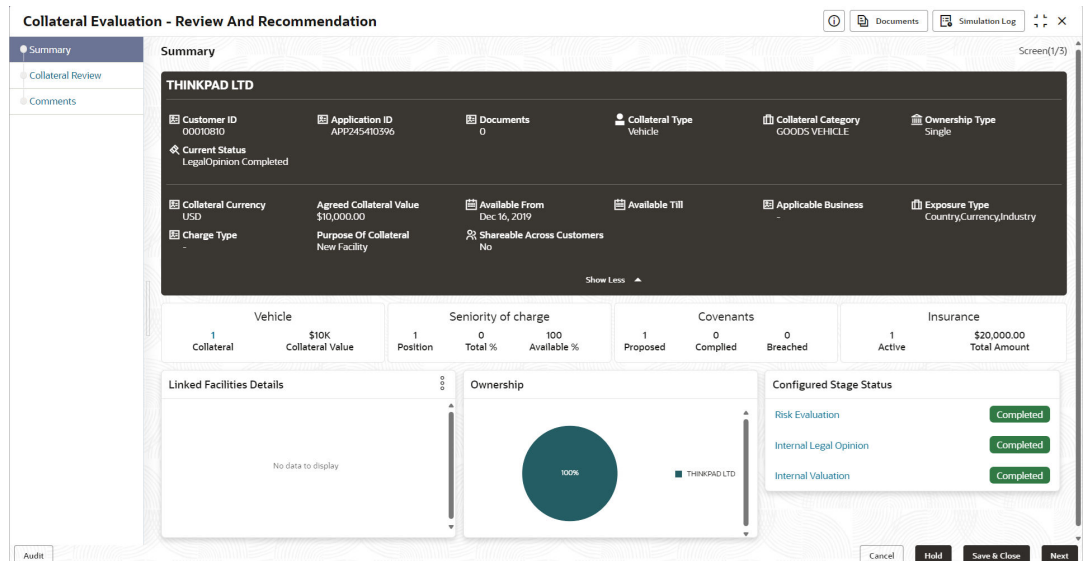 Collateral Evaluation - Review And Recommendation
Documents
Simulation Log
Summary
Collateral Review
Comments
Summary
Screen(1/3)
THINKPAD LTD
Customer ID Application ID Documents Collateral Type Collateral Category Ownership Type
00010810 APP245410396 0 Vehicle GOODS VEHICLE Single
Current Status
LegalOpinion Completed
Collateral Currency Agreed Collateral Value Available From Available Till Applicable Business Exposure Type
USD $10,000.00 Dec 16, 2019 - Country,Currency,Industry
Charge Type Purpose Of Collateral Shareable Across Customers
- New Facility No
Show Less
Vehicle Seniority of charge Covenants Insurance
1 $10K 1 0 100 1 0 0 1 $20,000.00
Collateral Collateral Value Position Total % Available % Proposed Complied Breached Active Total Amount
Linked Facilities Details
No data to display
Ownership
100%
THINKPAD LTD
Configured Stage Status
Risk Evaluation Completed
Internal Legal Opinion Completed
Internal Valuation Completed
Audit Cancel Hold Save & Close Next